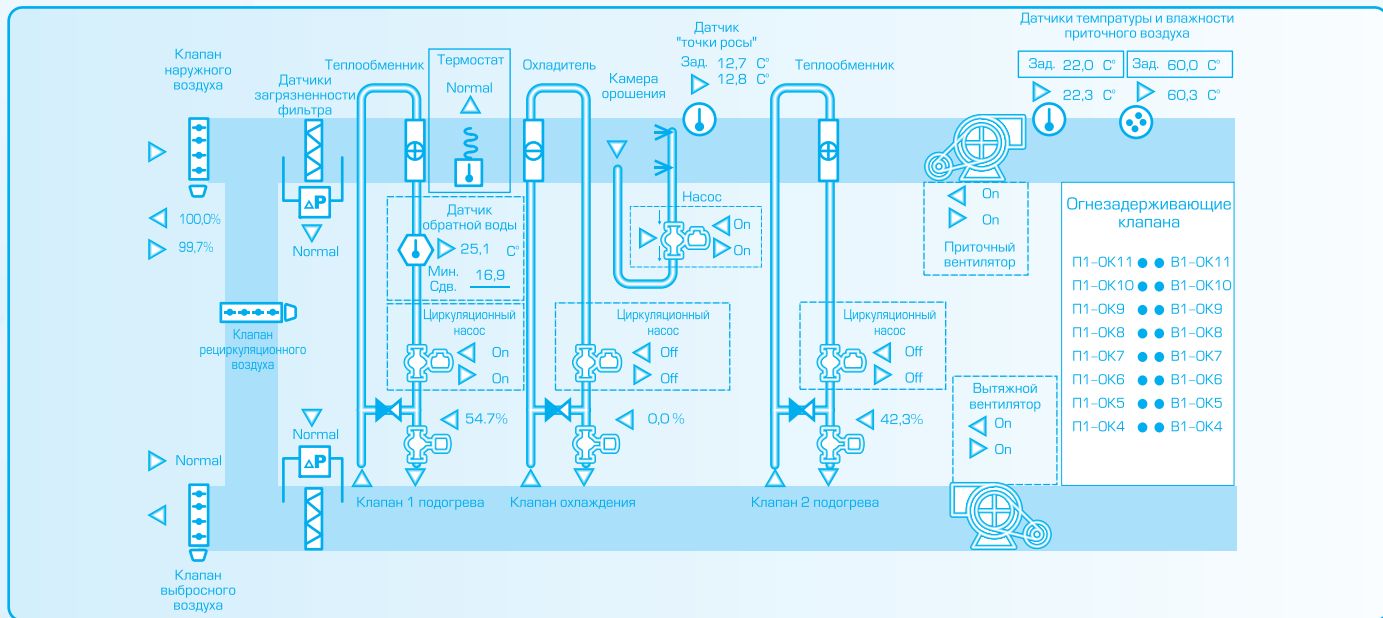 Клапан
наружного
воздуха
100,0%
99,7%
Датчики
загрязненности
фильтра
ΔP
Normal
Теплообменник
Термостат
Normal
Охладитель
Камера
орошения
Датчик
"точки росы"
Зад. 12,7 С°
12,8 С°
Теплообменник
Датчики темпратуры и влажности
приточного воздуха
Зад. 22,0 С°
22,3 С°
Зад. 60,0 С°
60,3 С°
Датчик
обратной воды
25,1 С°
Мин.
Сдв. 16,9
Насос
On
On
On
On
Приточный
вентилятор
Огнезадерживающие
клапана
П1-ОК11 В1-ОК11
П1-ОК10 В1-ОК10
П1-ОК9 В1-ОК9
П1-ОК8 В1-ОК8
П1-ОК7 В1-ОК7
П1-ОК6 В1-ОК6
П1-ОК5 В1-ОК5
П1-ОК4 В1-ОК4
Клапан
рециркуляционного
воздуха
Циркуляционный
насос
On
On
54.7%
Циркуляционный
насос
Off
Off
0,0 %
Циркуляционный
насос
Off
Off
42,3%
Вытяжной
вентилятор
On
On
Normal
Normal
ΔP
Клапан 1 подогрева
Клапан охлаждения
Клапан 2 подогрева
Клапан
выбросного
воздуха